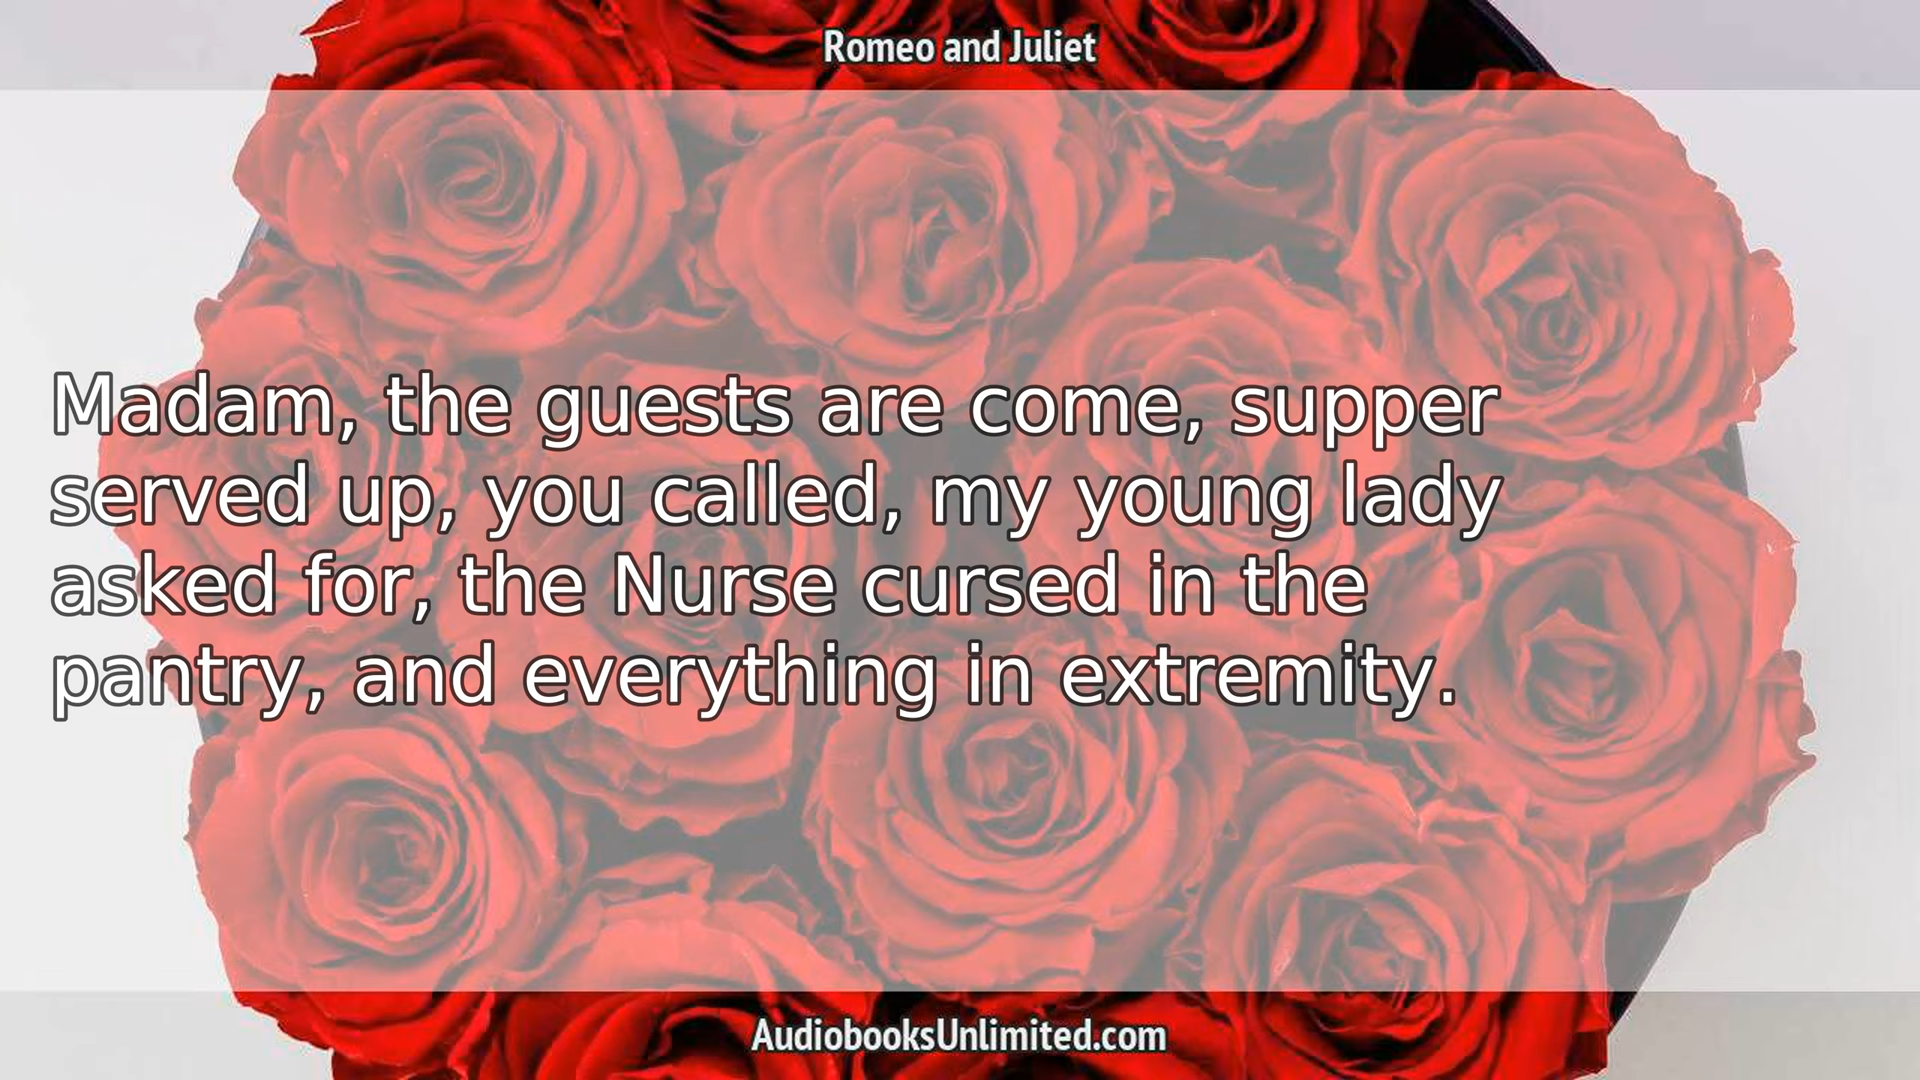 Romeo and Juliet
Madam, the guests are come, supper
served up, you called, my young lady
asked for, the Nurse cursed in the
pantry, and everything in extremity.
AudiobooksUnlimited.com